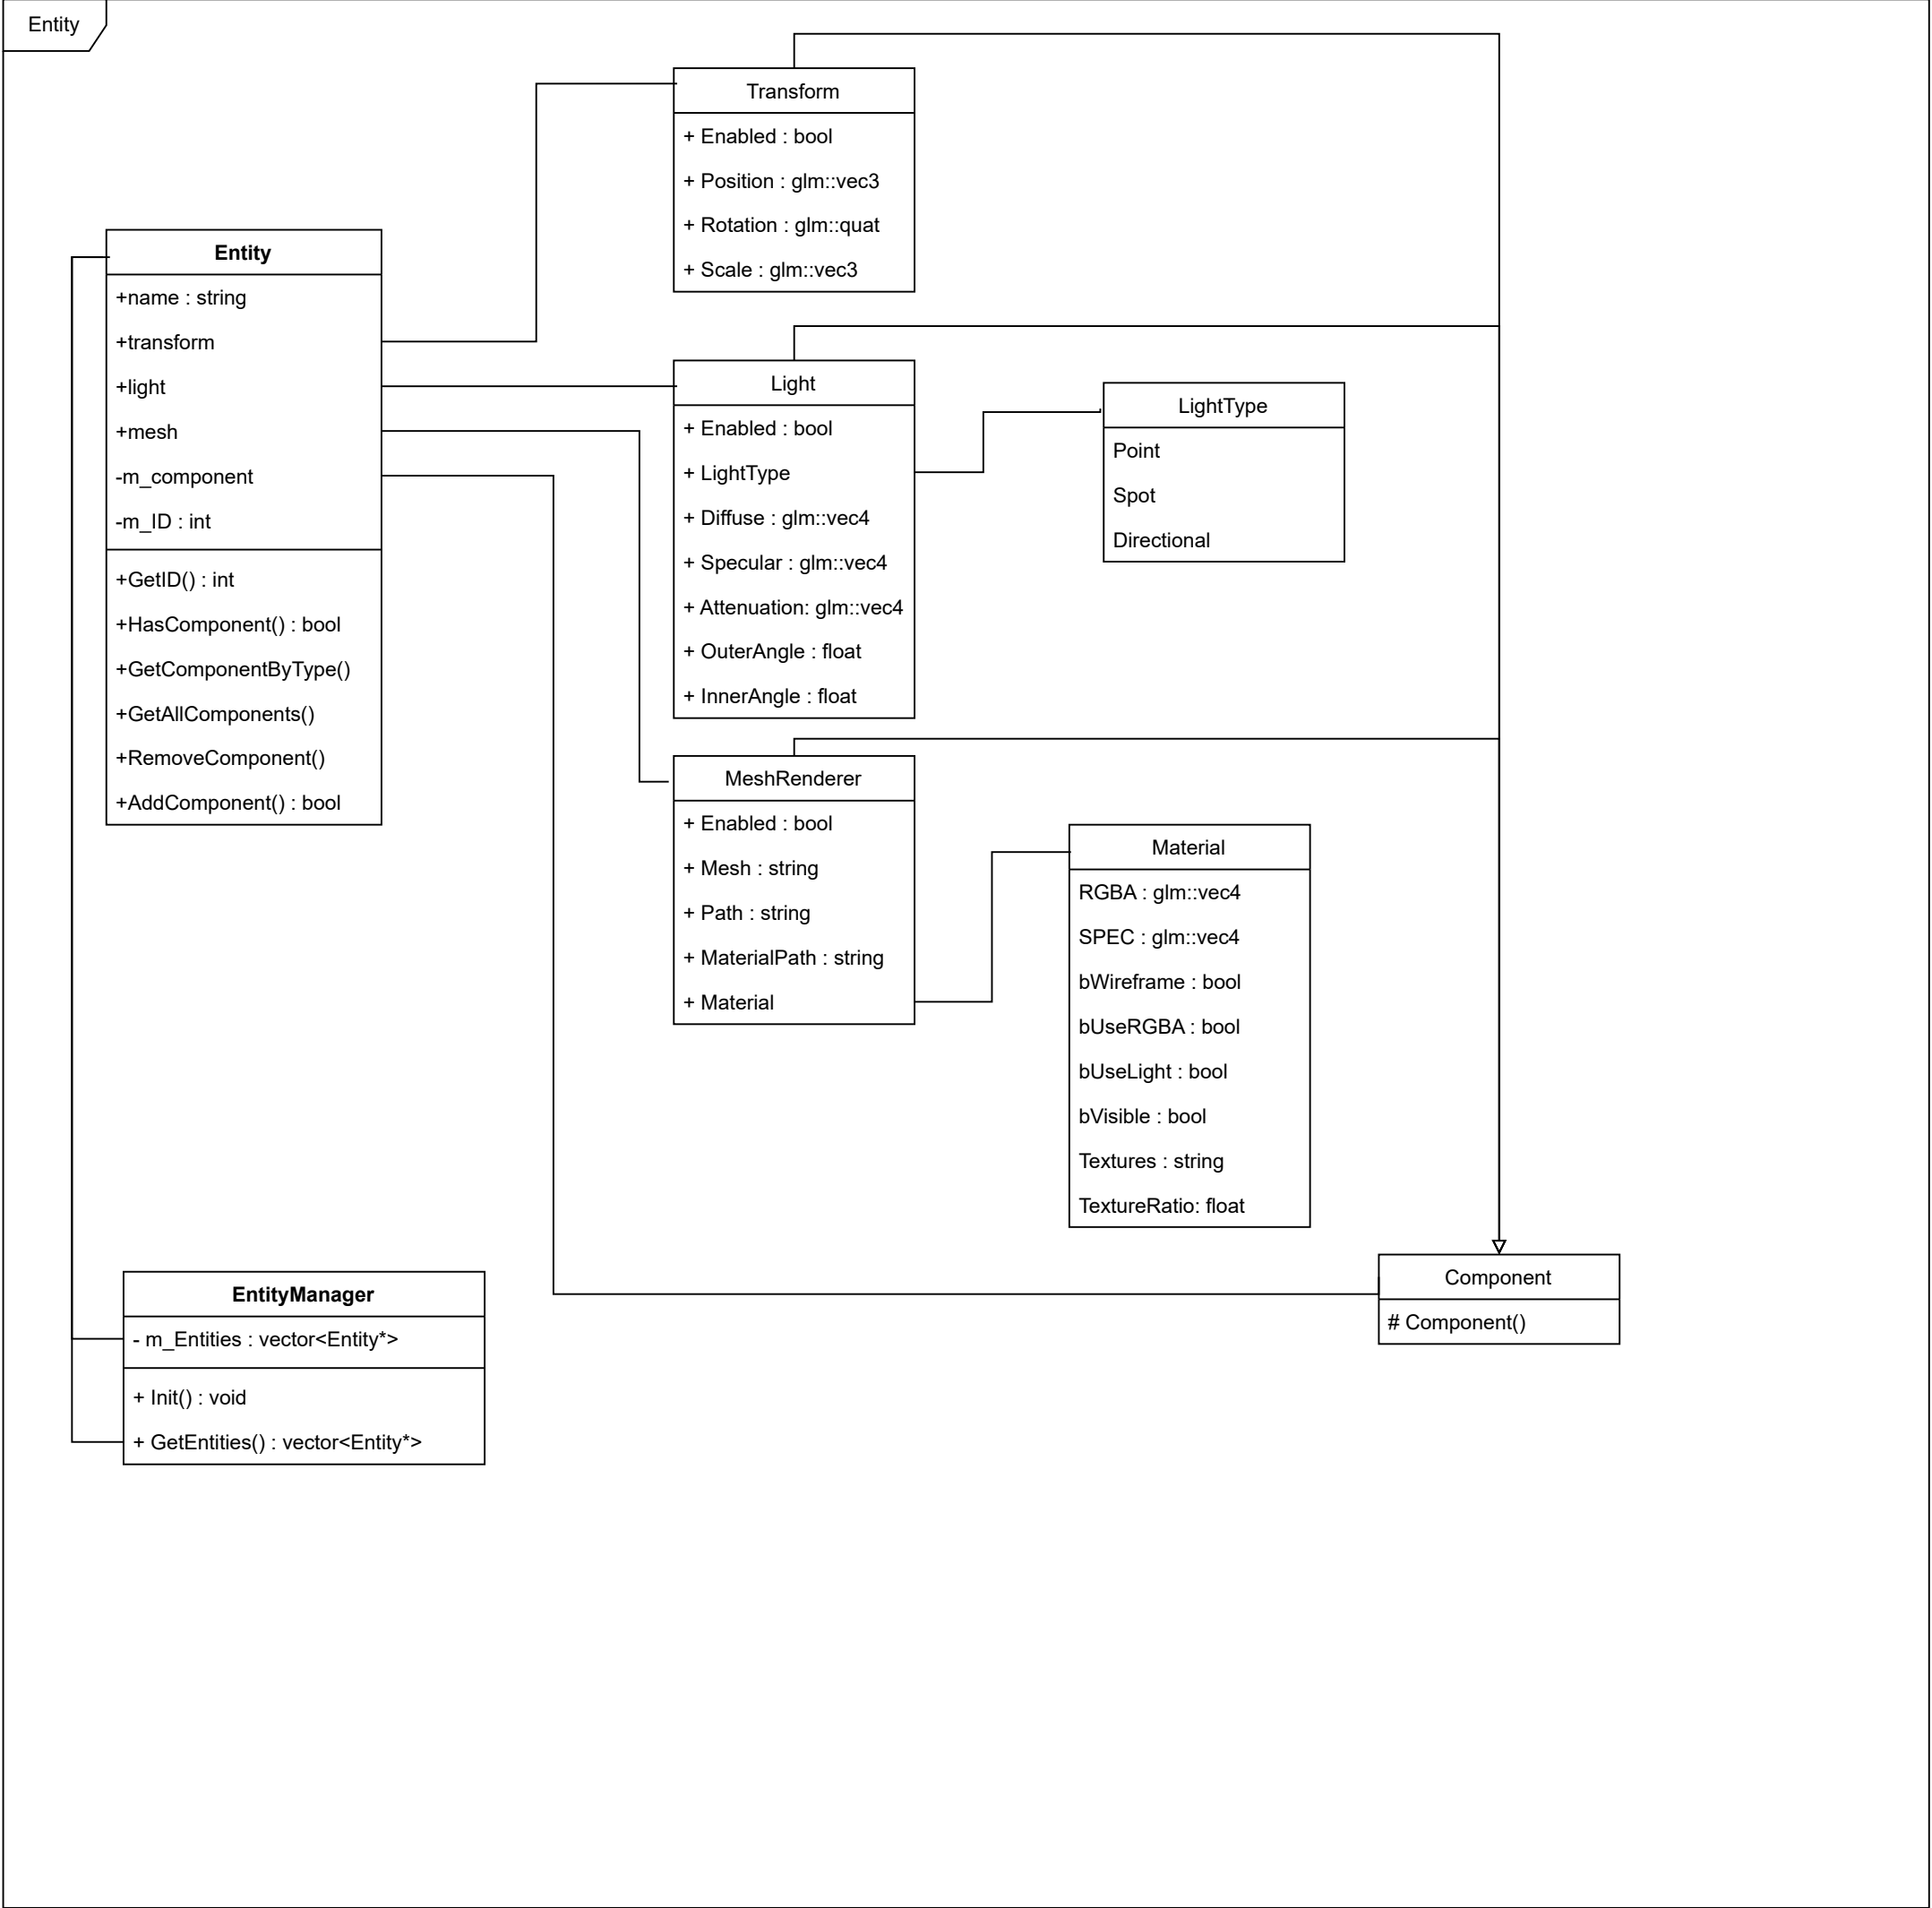 Entity
Transform
+ Enabled : bool
+ Position : glm::vec3
+ Rotation : glm::quat
+ Scale : glm::vec3
Entity
+name : string
+transform
+light
+mesh
-m_component
-m_ID : int
+GetID() : int
+HasComponent() : bool
+GetComponentByType()
+GetAllComponents()
+RemoveComponent()
+AddComponent() : bool
Light
+ Enabled : bool
+ LightType
+ Diffuse : glm::vec4
+ Specular : glm::vec4
+ Attenuation: glm::vec4
+ OuterAngle : float
+ InnerAngle : float
LightType
Point
Spot
Directional
MeshRenderer
+ Enabled : bool
+ Mesh : string
+ Path : string
+ MaterialPath : string
+ Material
Material
RGBA : glm::vec4
SPEC : glm::vec4
bWireframe : bool
bUseRGBA : bool
bUseLight : bool
bVisible : bool
Textures : string
TextureRatio: float
Component
# Component()
EntityManager
- m_Entities : vector<Entity*>
+ Init() : void
+ GetEntities() : vector<Entity*>